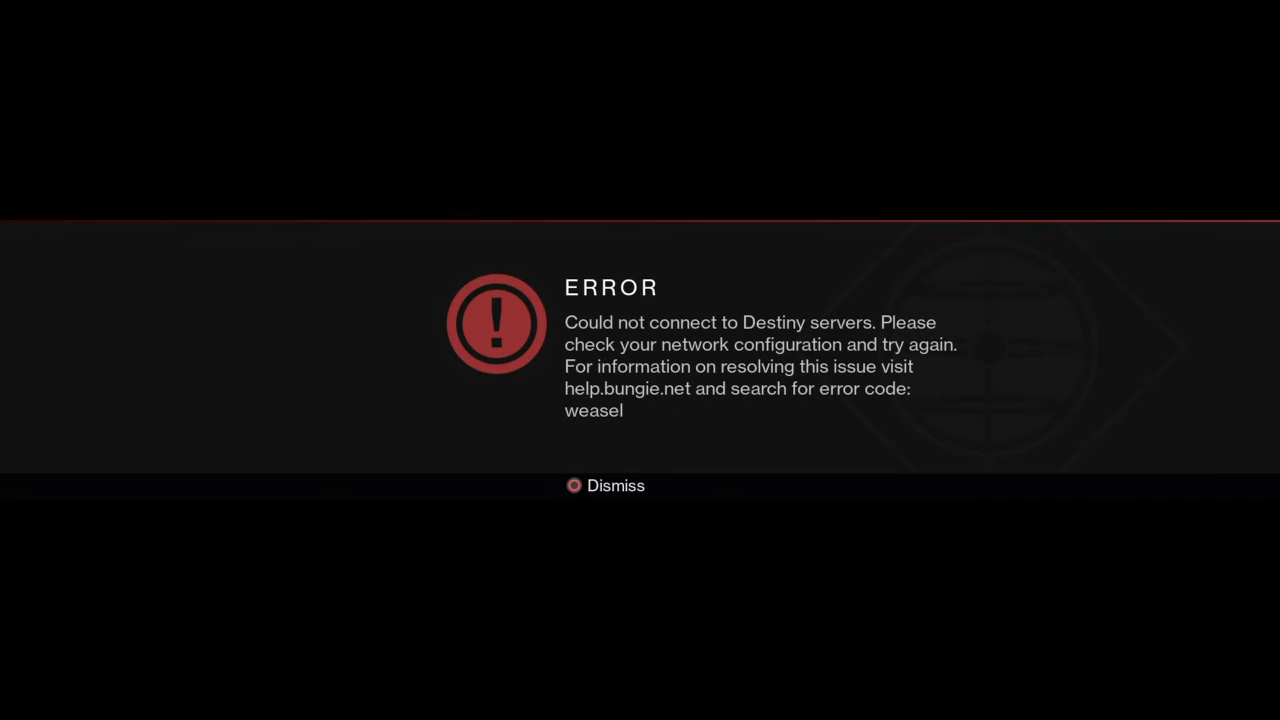 ERROR
Could not connect to Destiny servers. Please
check your network configuration and try again.
For information on resolving this issue visit
help.bungie.net and search for error code:
weasel
Dismiss